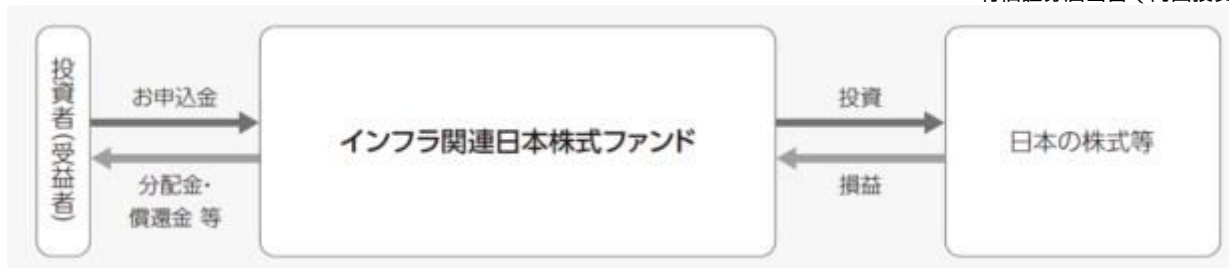 投資者(受益者)
お申込金
分配金・
償還金 等
インフラ関連日本株式ファンド
投資
損益
日本の株式等